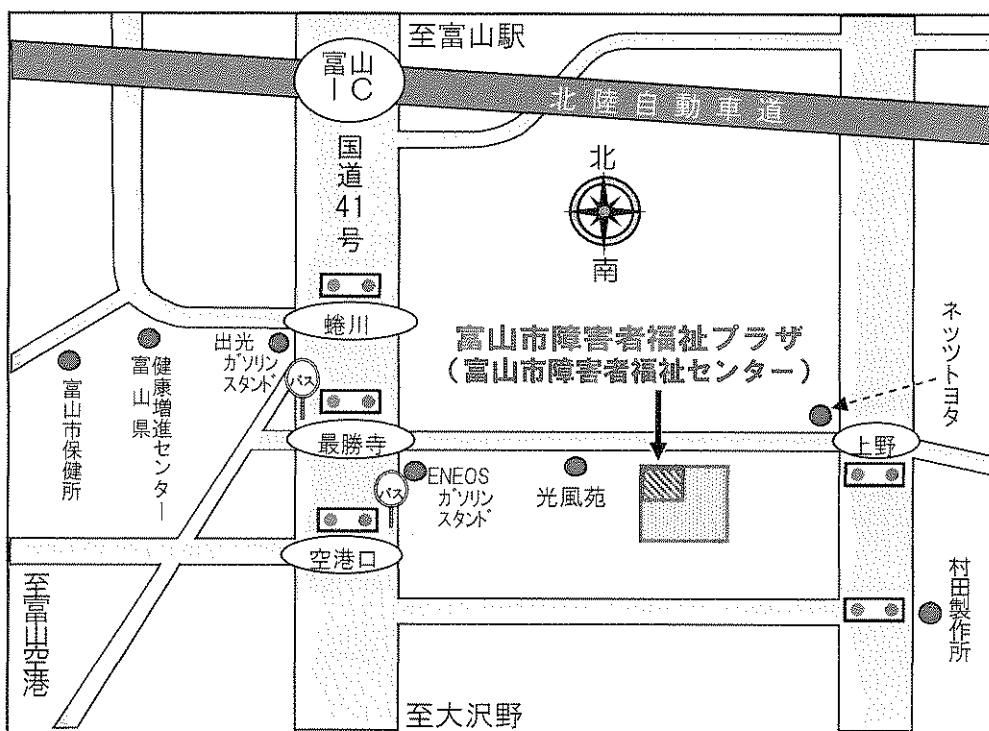 至富山駅
富山
IC
北陸自動車道
国道41号
北
南
蜷川
出光
ガソリン
スタンド
バス
富山県
健康増進センター
富山市保健所
富山市障害者福祉プラザ
(富山市障害者福祉センター)
ネッツトヨタ
最勝寺
上野
バス
ENEOS
ガソリン
スタンド
光風苑
空港口
村田製作所
至富山空港
至大沢野